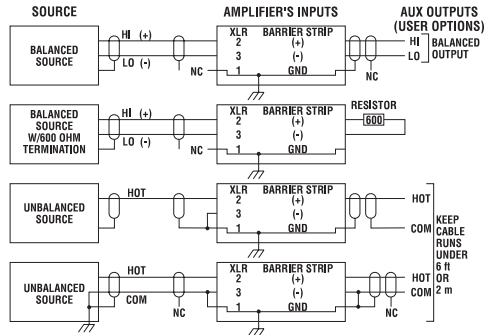 SOURCE AMPLIFIER'S INPUTS AUX OUTPUTS
(USER OPTIONS)
BALANCED
SOURCE
HI (+)
LO (-)
NC
XLR BARRIER STRIP
2 (+)
3 (-)
1 GND
NC
HI
LO
BALANCED
OUTPUT
BALANCED
SOURCE
W/600 OHM
TERMINATION
HI (+)
LO (-)
NC
XLR BARRIER STRIP
2 (+)
3 (-)
1 GND
RESISTOR
600
UNBALANCED
SOURCE
HOT
XLR BARRIER STRIP
2 (+)
3 (-)
1 GND
HOT
COM
UNBALANCED
SOURCE
HOT
COM
NC
XLR BARRIER STRIP
2 (+)
3 (-)
1 GND
NC
HOT
COM
KEEP
CABLE
RUNS
UNDER
6 ft
OR
2 m